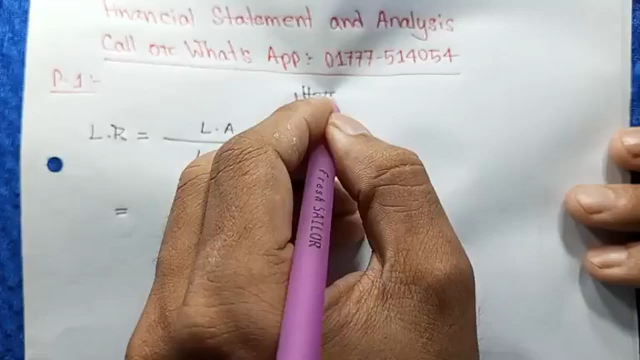 Financial Statement and Analysis
Call or What's App:- 01777-514054
P.1:-
L.R = L.A
=
fresh SAILOR